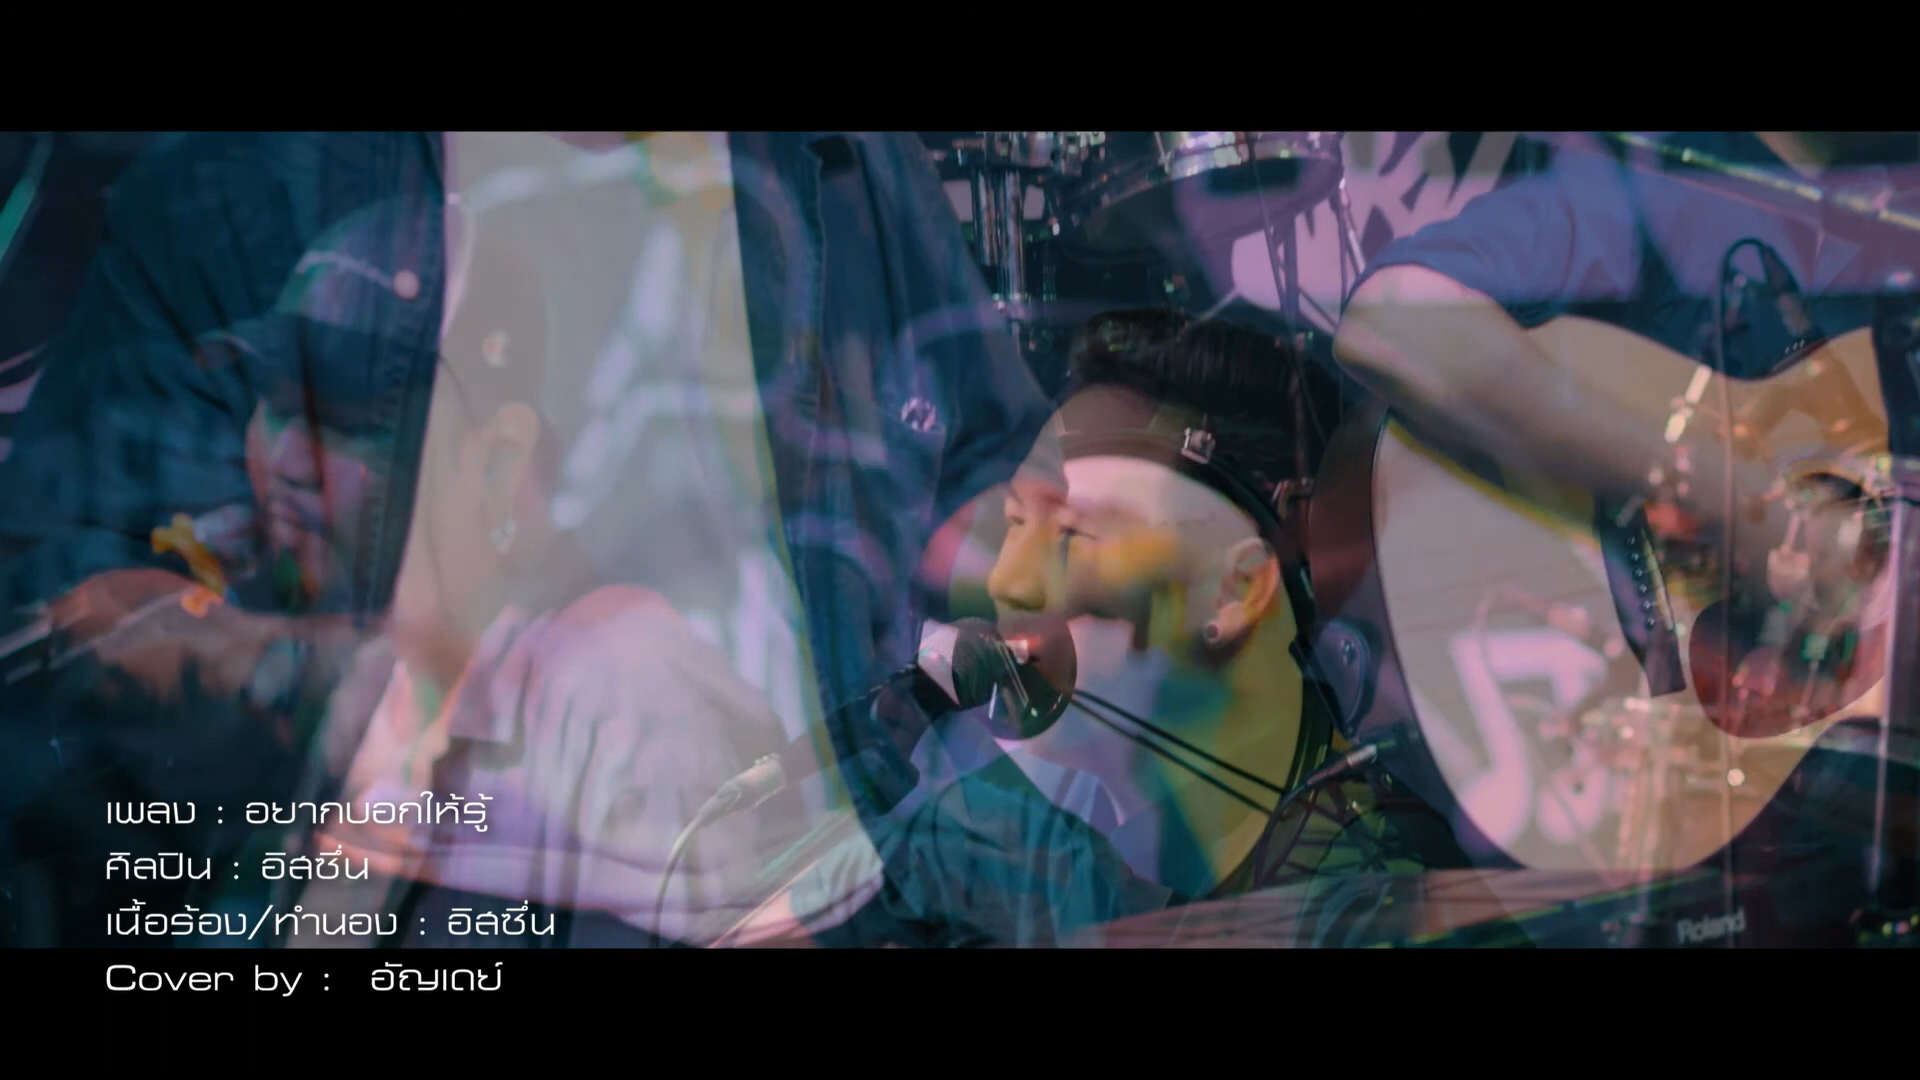 เพลง : อยากบอกให้รู้
ศิลปิน : อิสซึ่น
เนื้อร้อง/ทำนอง : อิสซึ่น
Cover by : อัญเดย์
Roland